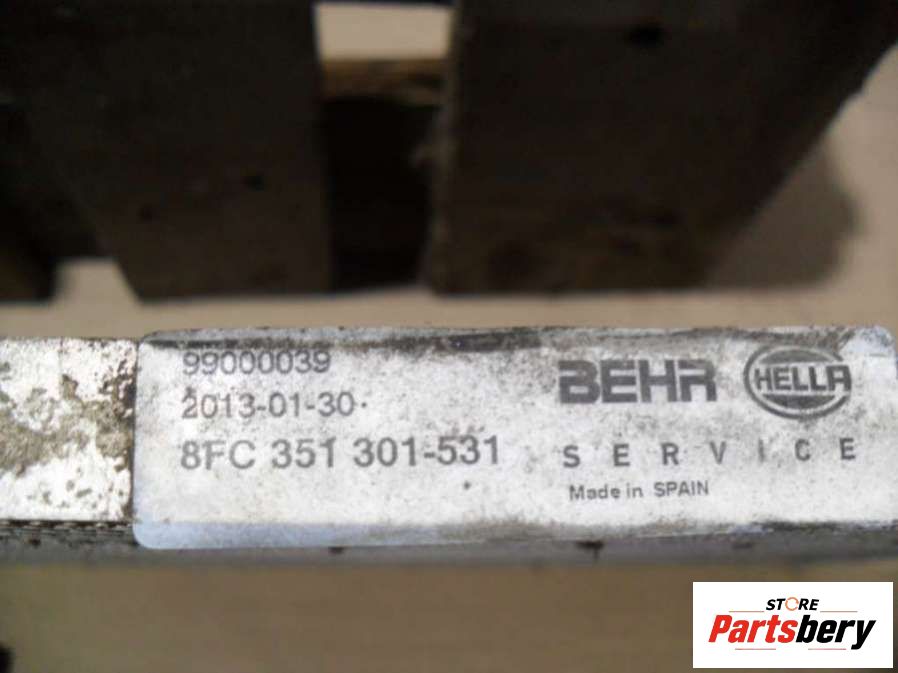 99000039
2013-01-30
8FC 351 301-531
BEHR HELLA
SERVICE
Made in SPAIN
STORE
Partsbery